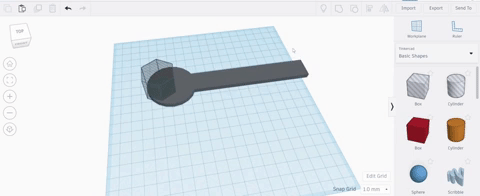 Import Export Send To
TOP
FRONT
Workplane Ruler
Tinkercad
Basic Shapes
Box Cylinder
Box Cylinder
Edit Grid
Snap Grid 1.0 mm
Sphere Scribble